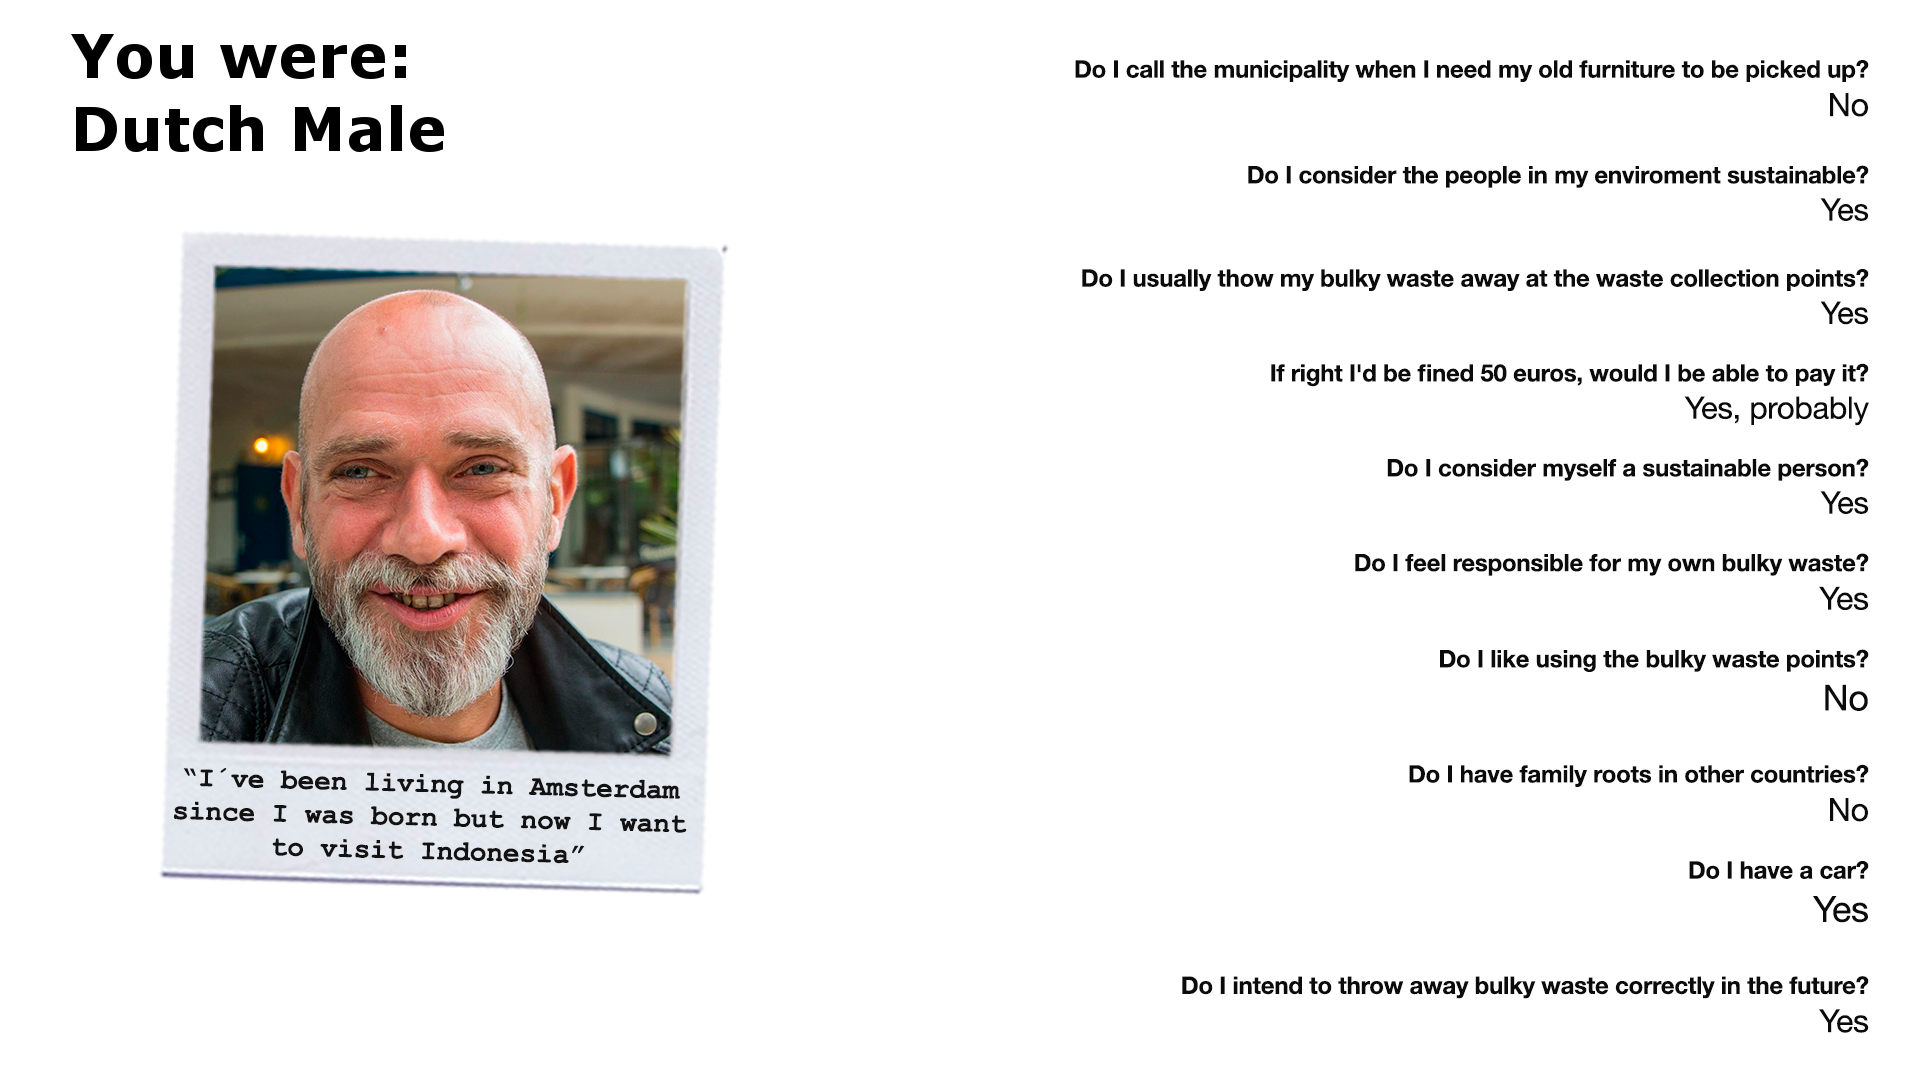 You were:
Dutch Male
“I´ve been living in Amsterdam
since I was born but now I want
to visit Indonesia”
Do I call the municipality when I need my old furniture to be picked up?
No
Do I consider the people in my enviroment sustainable?
Yes
Do I usually thow my bulky waste away at the waste collection points?
Yes
If right I'd be fined 50 euros, would I be able to pay it?
Yes, probably
Do I consider myself a sustainable person?
Yes
Do I feel responsible for my own bulky waste?
Yes
Do I like using the bulky waste points?
No
Do I have family roots in other countries?
No
Do I have a car?
Yes
Do I intend to throw away bulky waste correctly in the future?
Yes